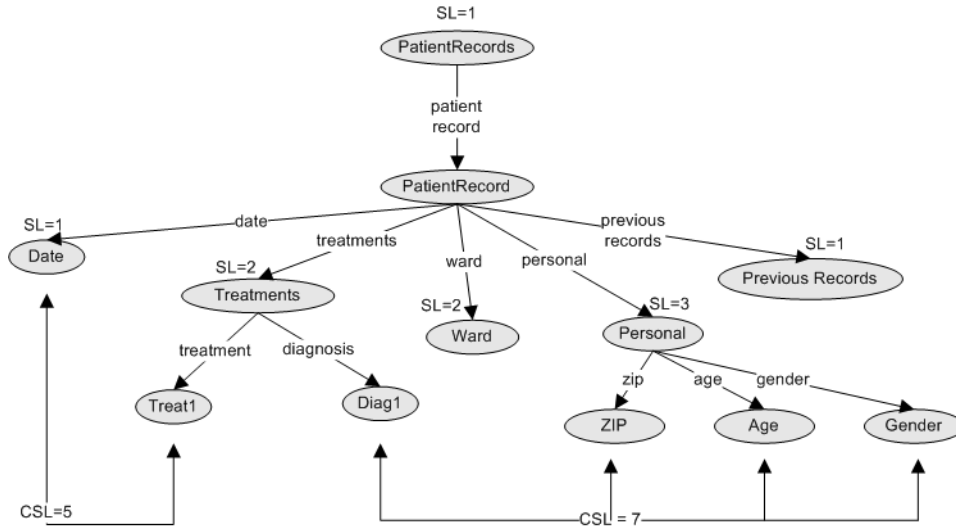 SL=1
PatientRecords
patient
record
PatientRecord
date
treatments
ward
personal
previous
records
SL=1
Date
SL=2
Treatments
SL=2
Ward
SL=3
Personal
SL=1
Previous Records
treatment
diagnosis
zip
age
gender
Treat1
Diag1
ZIP
Age
Gender
CSL=5
CSL = 7